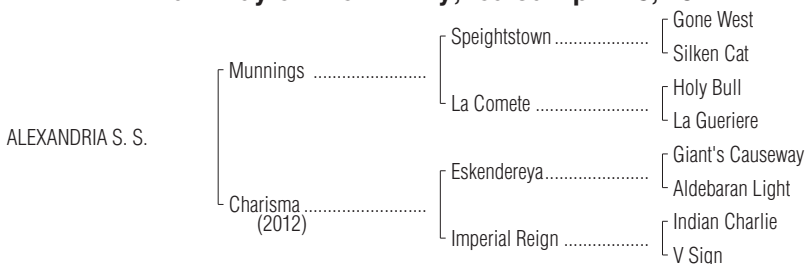 Gone West
Speightstown
Silken Cat
Munnings
Holy Bull
La Comete
La Gueriere
ALEXANDRIA S. S.
Giant's Causeway
Eskendereya
Aldebaran Light
Charisma
(2012)
Indian Charlie
Imperial Reign
V Sign